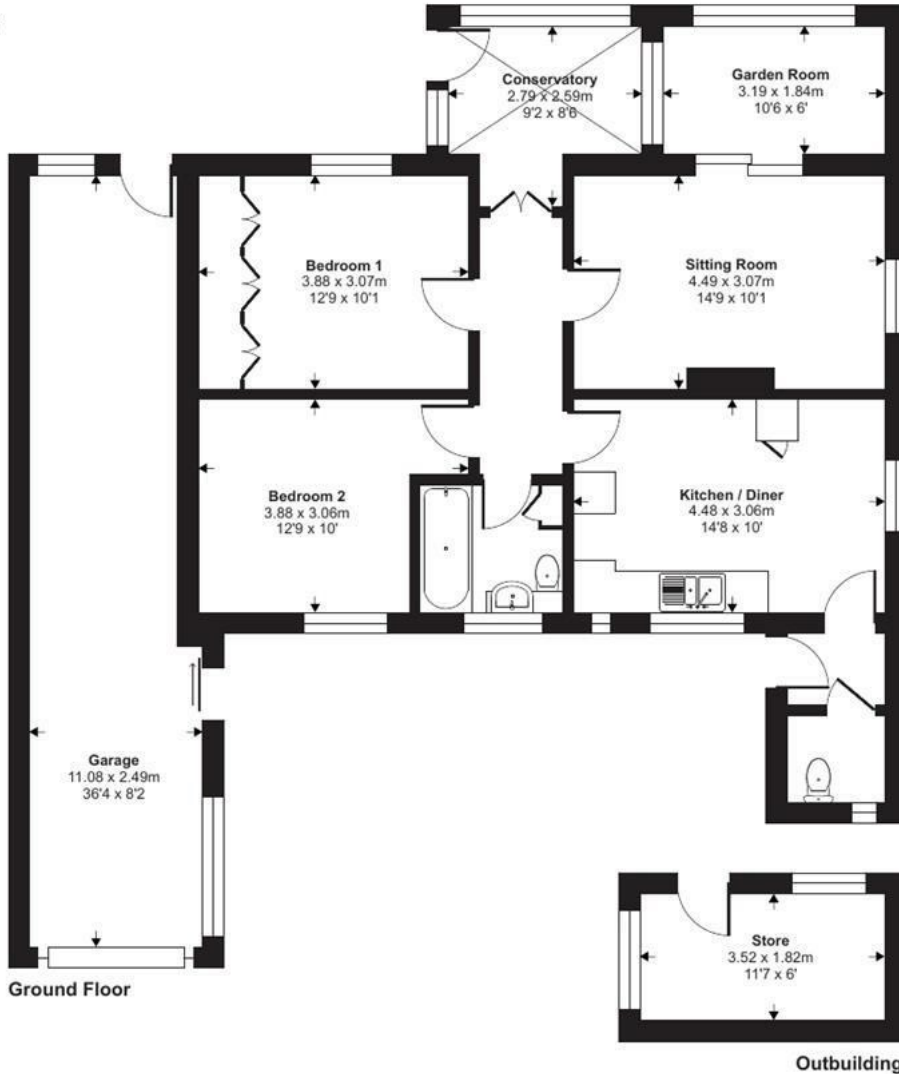 Conservatory
2.79 x 2.59m
9'2 x 8'6
Garden Room
3.19 x 1.84m
10'6 x 6'
Bedroom 1
3.88 x 3.07m
12'9 x 10'1
Sitting Room
4.49 x 3.07m
14'9 x 10'1
Bedroom 2
3.88 x 3.06m
12'9 x 10'
Kitchen / Diner
4.48 x 3.06m
14'8 x 10'
Garage
11.08 x 2.49m
36'4 x 8'2
Store
3.52 x 1.82m
11'7 x 6'
Ground Floor
Outbuilding